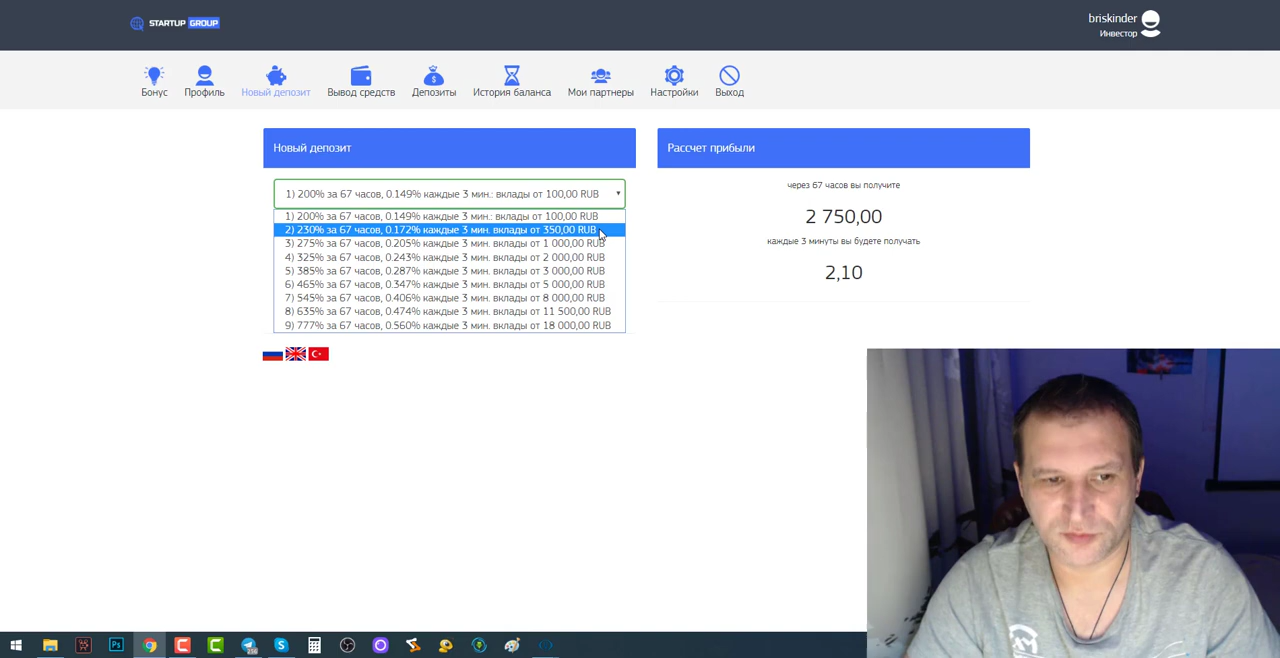 STARTUP GROUP
briskinder
Инвестор
Бонус
Профиль
Новый депозит
Вывод средств
Депозиты
История баланса
Мои партнеры
Настройки
Выход
Новый депозит
1) 200% за 67 часов, 0.149% каждые 3 мин.: вклады от 100,00 RUB
1) 200% за 67 часов, 0.149% каждые 3 мин.: вклады от 100,00 RUB
2) 230% за 67 часов, 0.172% каждые 3 мин. вклады от 350,00 RUB
3) 275% за 67 часов, 0.205% каждые 3 мин. вклады от 1 000,00 RUB
4) 325% за 67 часов, 0.243% каждые 3 мин. вклады от 2 000,00 RUB
5) 385% за 67 часов, 0.287% каждые 3 мин. вклады от 3 000,00 RUB
6) 465% за 67 часов, 0.347% каждые 3 мин. вклады от 5 000,00 RUB
7) 545% за 67 часов, 0.406% каждые 3 мин. вклады от 8 000,00 RUB
8) 635% за 67 часов, 0.474% каждые 3 мин. вклады от 11 500,00 RUB
9) 777% за 67 часов, 0.560% каждые 3 мин. вклады от 18 000,00 RUB
Рассчет прибыли
через 67 часов вы получите
2 750,00
каждые 3 минуты вы будете получать
2,10
Ps